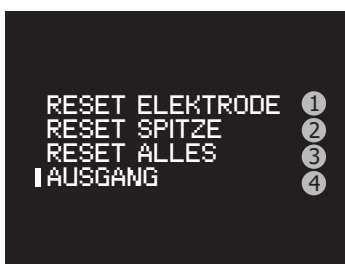 RESET ELEKTRODE 1
RESET SPITZE 2
RESET ALLES 3
AUSGANG 4